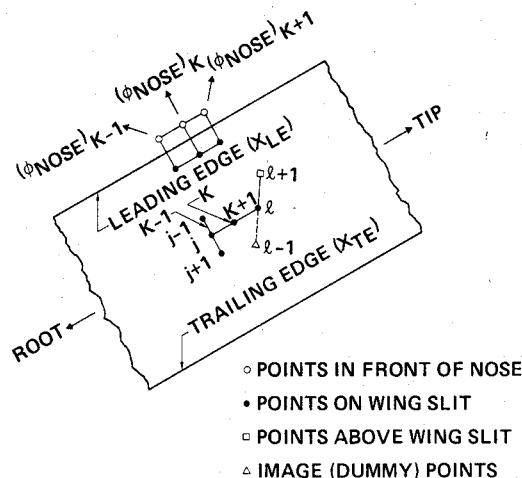 (ϕNOSE)K-1
(ϕNOSE)K
(ϕNOSE)K+1
TIP
LEADING EDGE (XLE)
K-1
K
K+1
j-1
j
j+1
ℓ+1
ℓ
ℓ-1
TRAILING EDGE (XTE)
ROOT
○ POINTS IN FRONT OF NOSE
● POINTS ON WING SLIT
□ POINTS ABOVE WING SLIT
△ IMAGE (DUMMY) POINTS